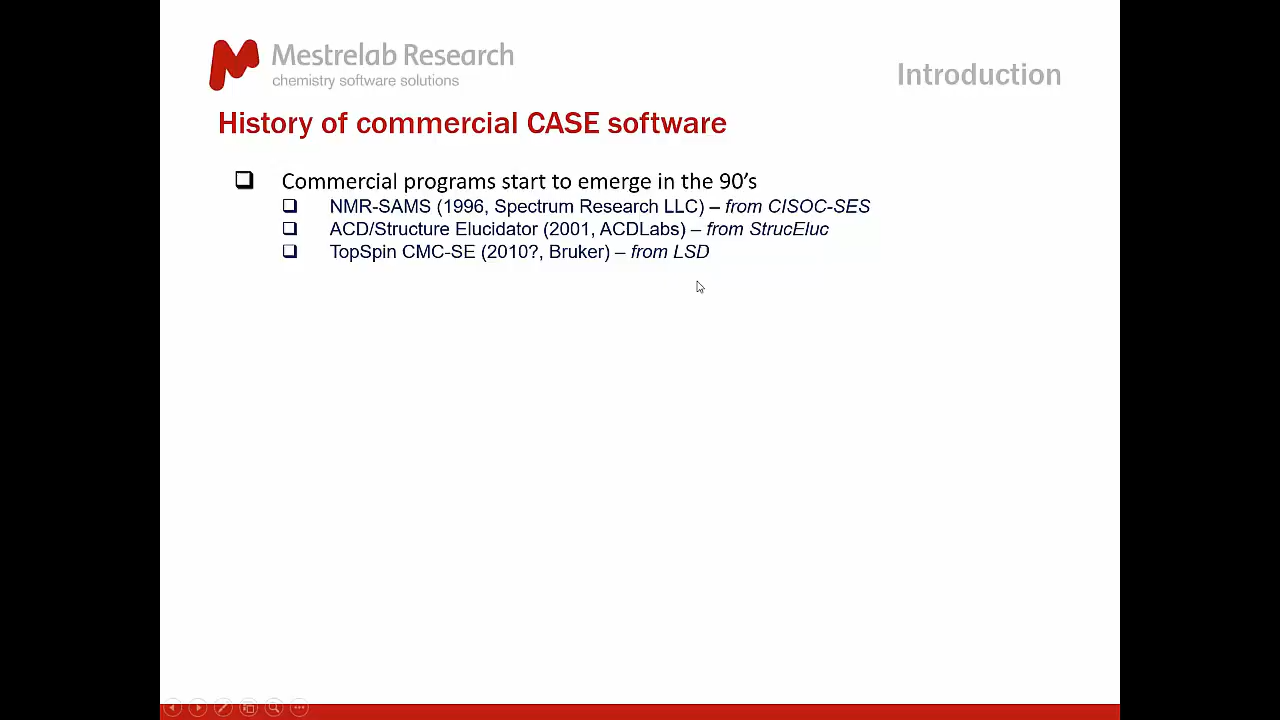 Mestrelab Research
chemistry software solutions
Introduction
History of commercial CASE software
Commercial programs start to emerge in the 90’s
NMR-SAMS (1996, Spectrum Research LLC) – from CISOC-SES
ACD/Structure Elucidator (2001, ACDLabs) – from StrucEluc
TopSpin CMC-SE (2010?, Bruker) – from LSD